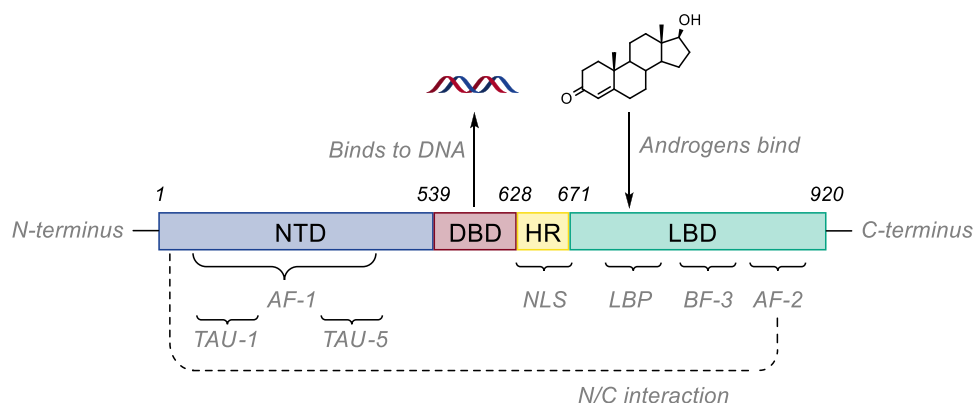 OH
O
Binds to DNA
Androgens bind
1
539
628
671
920
N-terminus
NTD
DBD
HR
LBD
C-terminus
AF-1
NLS
LBP
BF-3
AF-2
TAU-1
TAU-5
N/C interaction